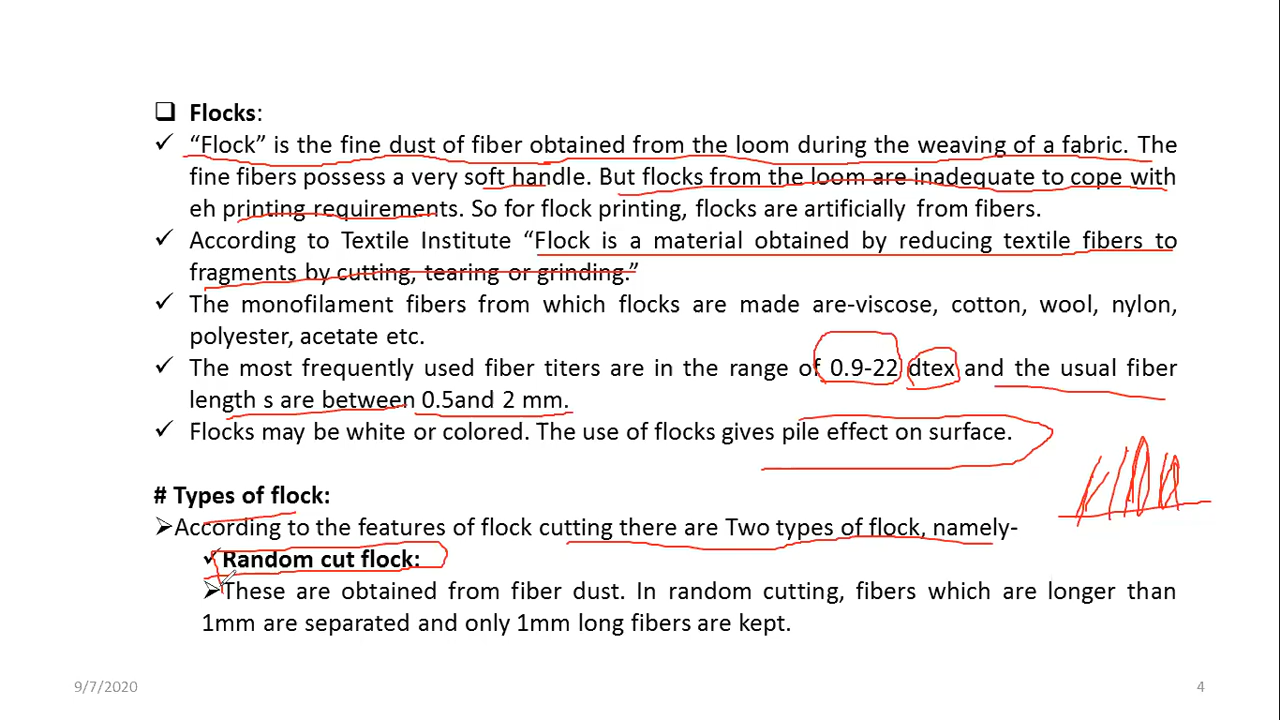 ❑ Flocks:
✓ “Flock” is the fine dust of fiber obtained from the loom during the weaving of a fabric. The
fine fibers possess a very soft handle. But flocks from the loom are inadequate to cope with
eh printing requirements. So for flock printing, flocks are artificially from fibers.
✓ According to Textile Institute “Flock is a material obtained by reducing textile fibers to
fragments by cutting, tearing or grinding.”
✓ The monofilament fibers from which flocks are made are-viscose, cotton, wool, nylon,
polyester, acetate etc.
✓ The most frequently used fiber titers are in the range of 0.9-22 dtex and the usual fiber
length s are between 0.5and 2 mm.
✓ Flocks may be white or colored. The use of flocks gives pile effect on surface.
# Types of flock:
➢According to the features of flock cutting there are Two types of flock, namely-
✓Random cut flock:
➢These are obtained from fiber dust. In random cutting, fibers which are longer than
1mm are separated and only 1mm long fibers are kept.
9/7/2020
4